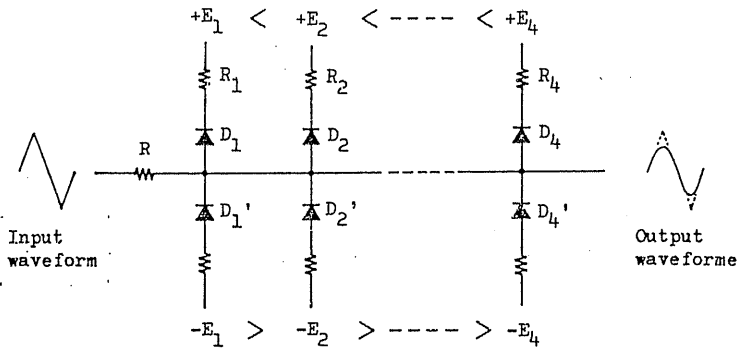 +E1 < +E2 < ---- < +E4
R1 R2 R4
D1 D2 D4
R
D1' D2' D4'
Input
waveform
Output
waveforme
-E1 > -E2 > ---- > -E4